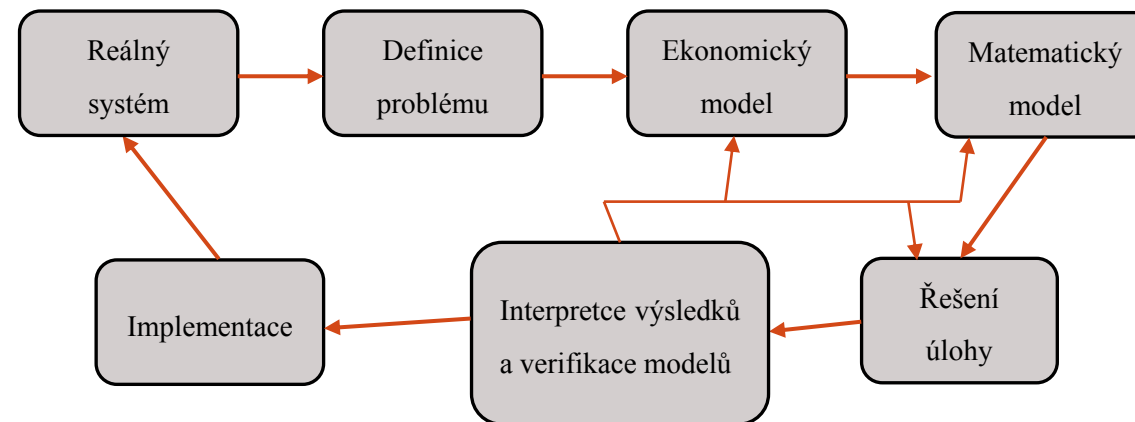 Reálný
systém
Definice
problému
Ekonomický
model
Matematický
model
Implementace
Interpretce výsledků
a verifikace modelů
Řešení
úlohy